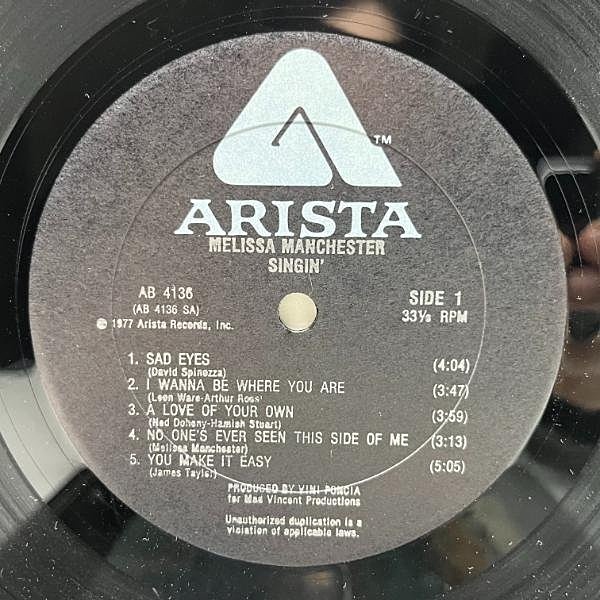 TM
ARISTA
MELISSA MANCHESTER
SINGIN'
AB 4136
(AB 4136 SA)
℗ 1977 Arista Records, Inc.
SIDE 1
33⅓ RPM
1. SAD EYES (4:04)
(David Spinozza)
2. I WANNA BE WHERE YOU ARE (3:47)
(Leon Ware-Arthur Ross)
3. A LOVE OF YOUR OWN (3:59)
(Ned Doheny-Hamish Stuart)
4. NO ONE'S EVER SEEN THIS SIDE OF ME (3:13)
(Melissa Manchester)
5. YOU MAKE IT EASY (5:05)
(James Taylor)
PRODUCED BY VINI PONCIA
for Mad Vincent Productions
Unauthorized duplication is a
violation of applicable laws.